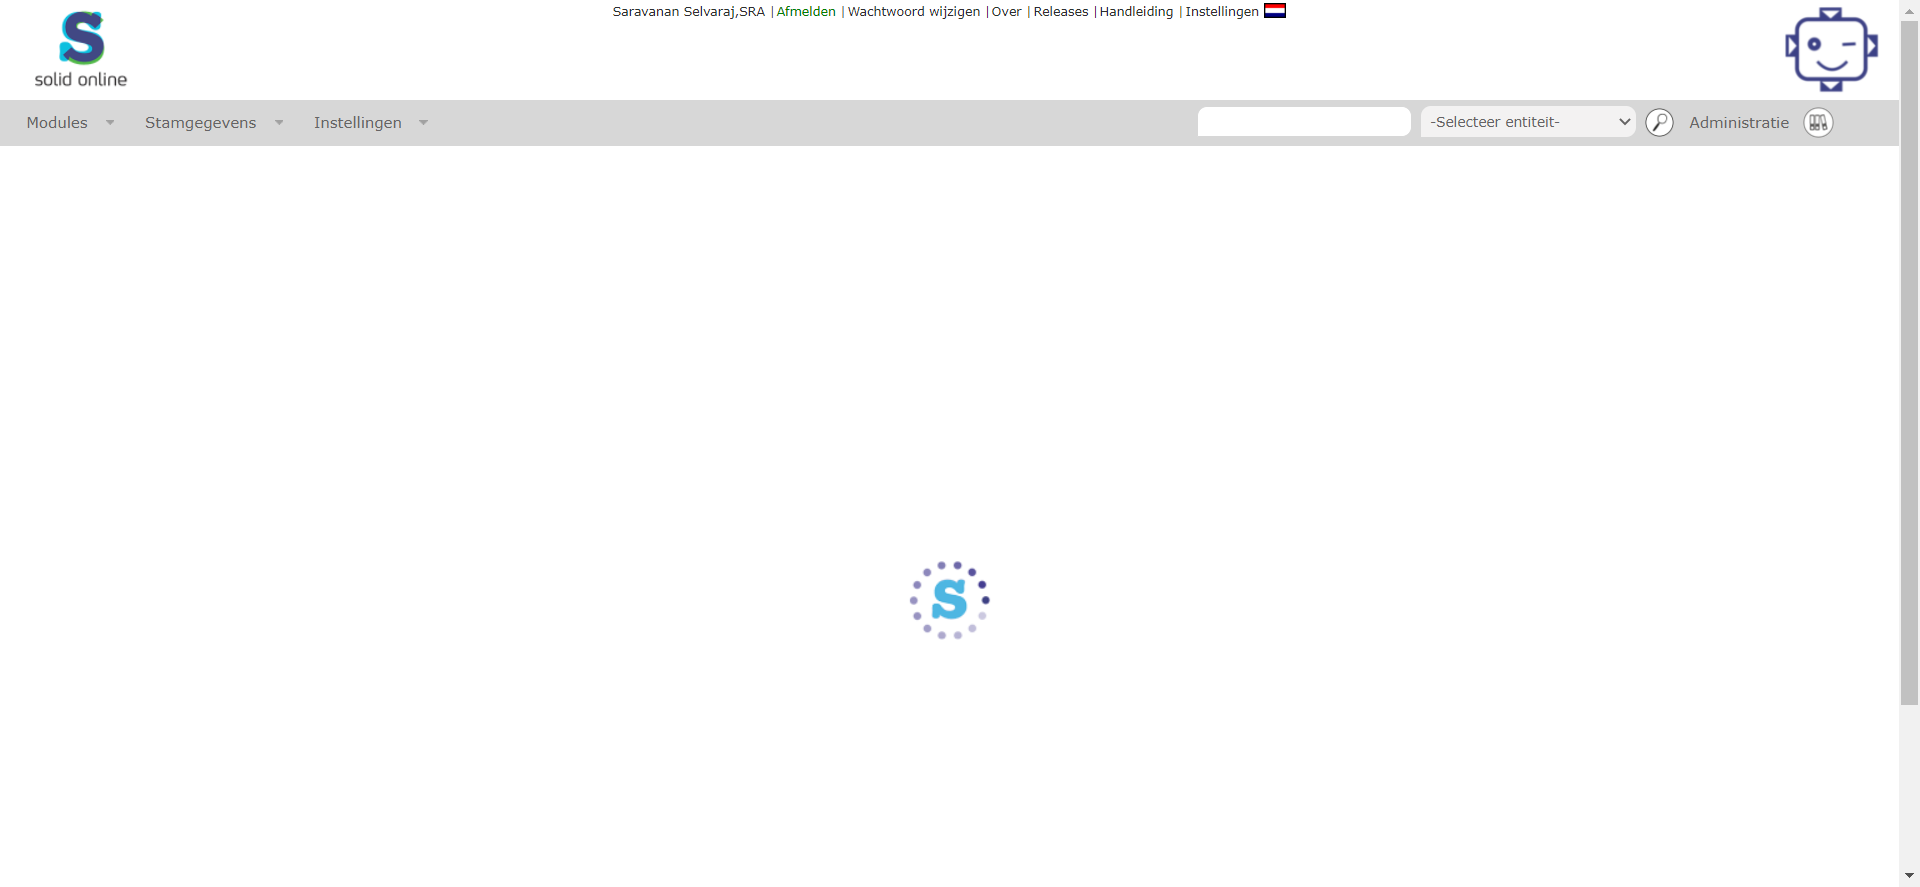 Saravanan Selvaraj,SRA |Afmelden |Wachtwoord wijzigen |Over |Releases |Handleiding |Instellingen
S
solid online
Modules Stamgegevens Instellingen -Selecteer entiteit- Administratie
S